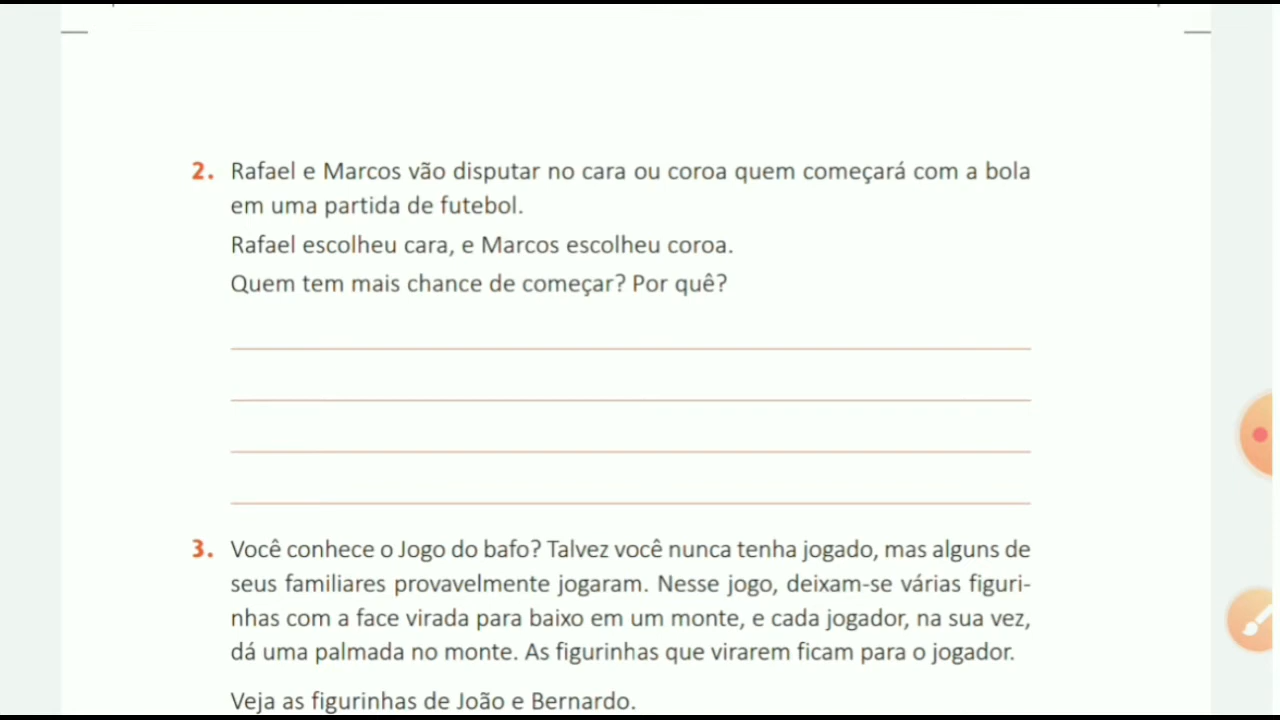 2. Rafael e Marcos vão disputar no cara ou coroa quem começará com a bola
em uma partida de futebol.
Rafael escolheu cara, e Marcos escolheu coroa.
Quem tem mais chance de começar? Por quê?
3. Você conhece o Jogo do bafo? Talvez você nunca tenha jogado, mas alguns de
seus familiares provavelmente jogaram. Nesse jogo, deixam-se várias figuri-
nhas com a face virada para baixo em um monte, e cada jogador, na sua vez,
dá uma palmada no monte. As figurinhas que virarem ficam para o jogador.
Veja as figurinhas de João e Bernardo.